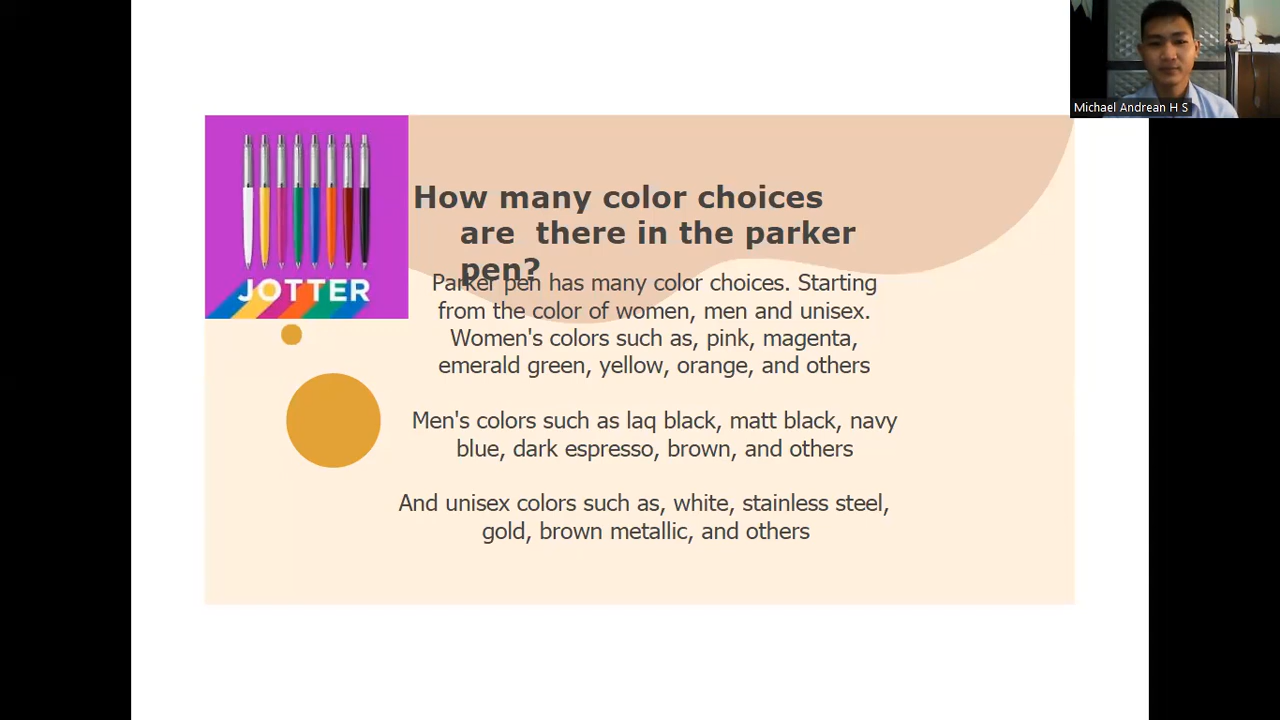 Michael Andrean H S
JOTTER
How many color choices
are there in the parker
pen?
Parker pen has many color choices. Starting
from the color of women, men and unisex.
Women's colors such as, pink, magenta,
emerald green, yellow, orange, and others
Men's colors such as laq black, matt black, navy
blue, dark espresso, brown, and others
And unisex colors such as, white, stainless steel,
gold, brown metallic, and others